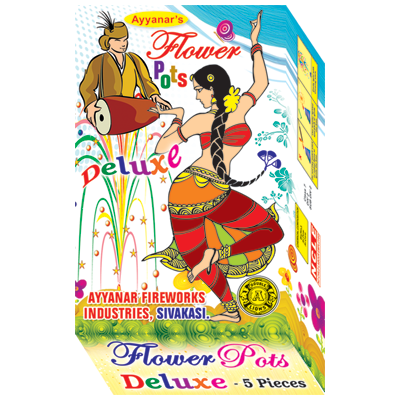 Ayyanar's
Flower
Pots
Deluxe
AYYANAR FIREWORKS
INDUSTRIES, SIVAKASI.
Flower Pots
Deluxe - 5 Pieces